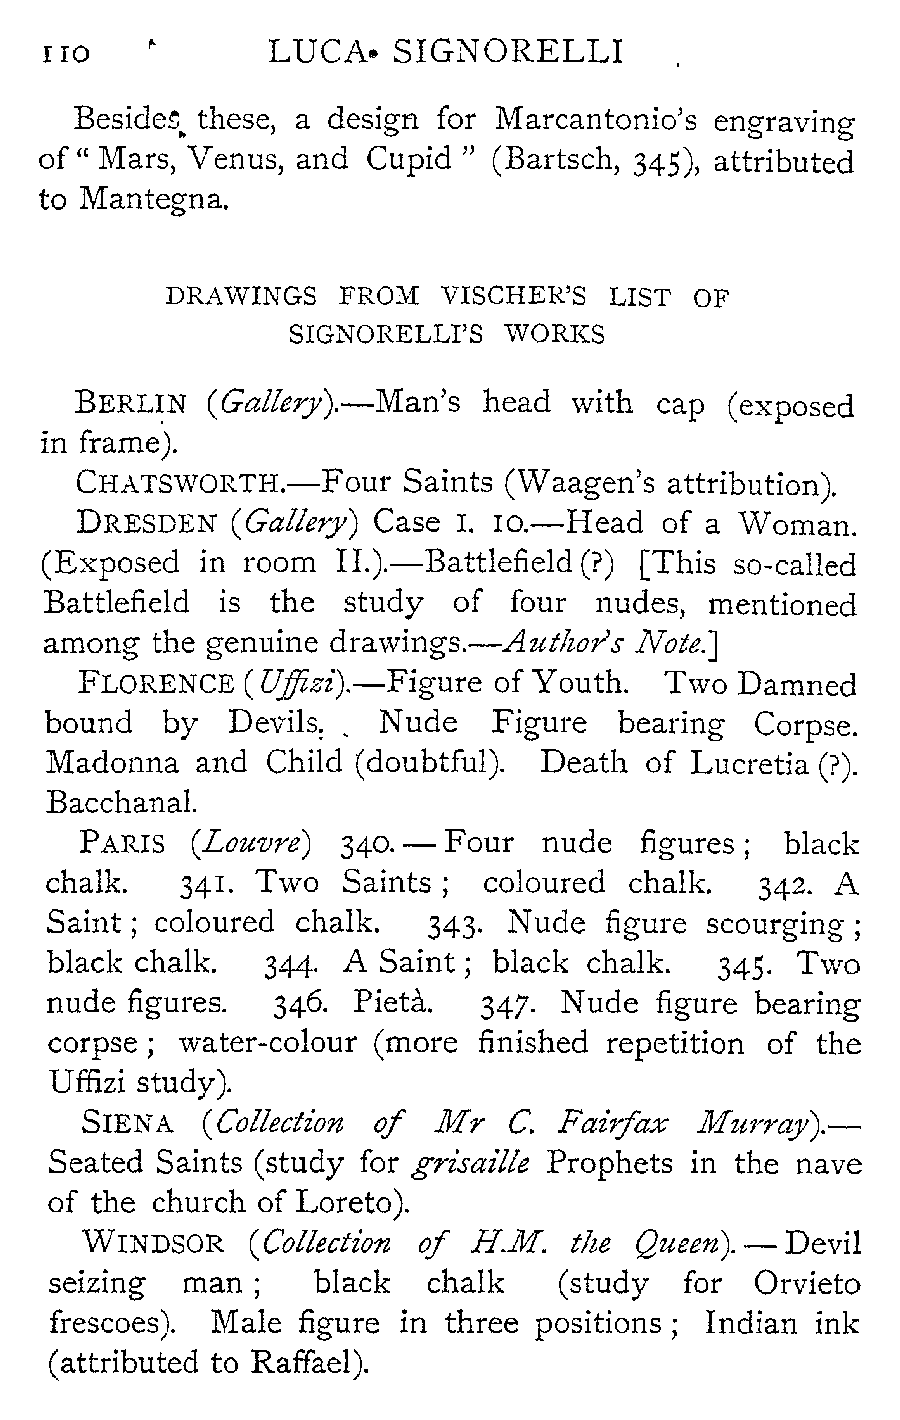 110 LUCA SIGNORELLI
Besides these, a design for Marcantonio's engraving
of "Mars, Venus, and Cupid" (Bartsch, 345), attributed
to Mantegna.
DRAWINGS FROM VISCHER'S LIST OF
SIGNORELLI'S WORKS
BERLIN (Gallery).—Man's head with cap (exposed
in frame).
CHATSWORTH.—Four Saints (Waagen's attribution).
DRESDEN (Gallery) Case I. 10.—Head of a Woman.
(Exposed in room II.).—Battlefield (?) [This so-called
Battlefield is the study of four nudes, mentioned
among the genuine drawings.—Author's Note.]
FLORENCE (Uffizi).—Figure of Youth. Two Damned
bound by Devils. Nude Figure bearing Corpse.
Madonna and Child (doubtful). Death of Lucretia (?).
Bacchanal.
PARIS (Louvre) 340.—Four nude figures; black
chalk. 341. Two Saints; coloured chalk. 342. A
Saint; coloured chalk. 343. Nude figure scourging;
black chalk. 344. A Saint; black chalk. 345. Two
nude figures. 346. Pietà. 347. Nude figure bearing
corpse; water-colour (more finished repetition of the
Uffizi study).
SIENA (Collection of Mr C. Fairfax Murray).—
Seated Saints (study for grisaille Prophets in the nave
of the church of Loreto).
WINDSOR (Collection of H.M. the Queen).—Devil
seizing man; black chalk (study for Orvieto
frescoes). Male figure in three positions; Indian ink
(attributed to Raffael).